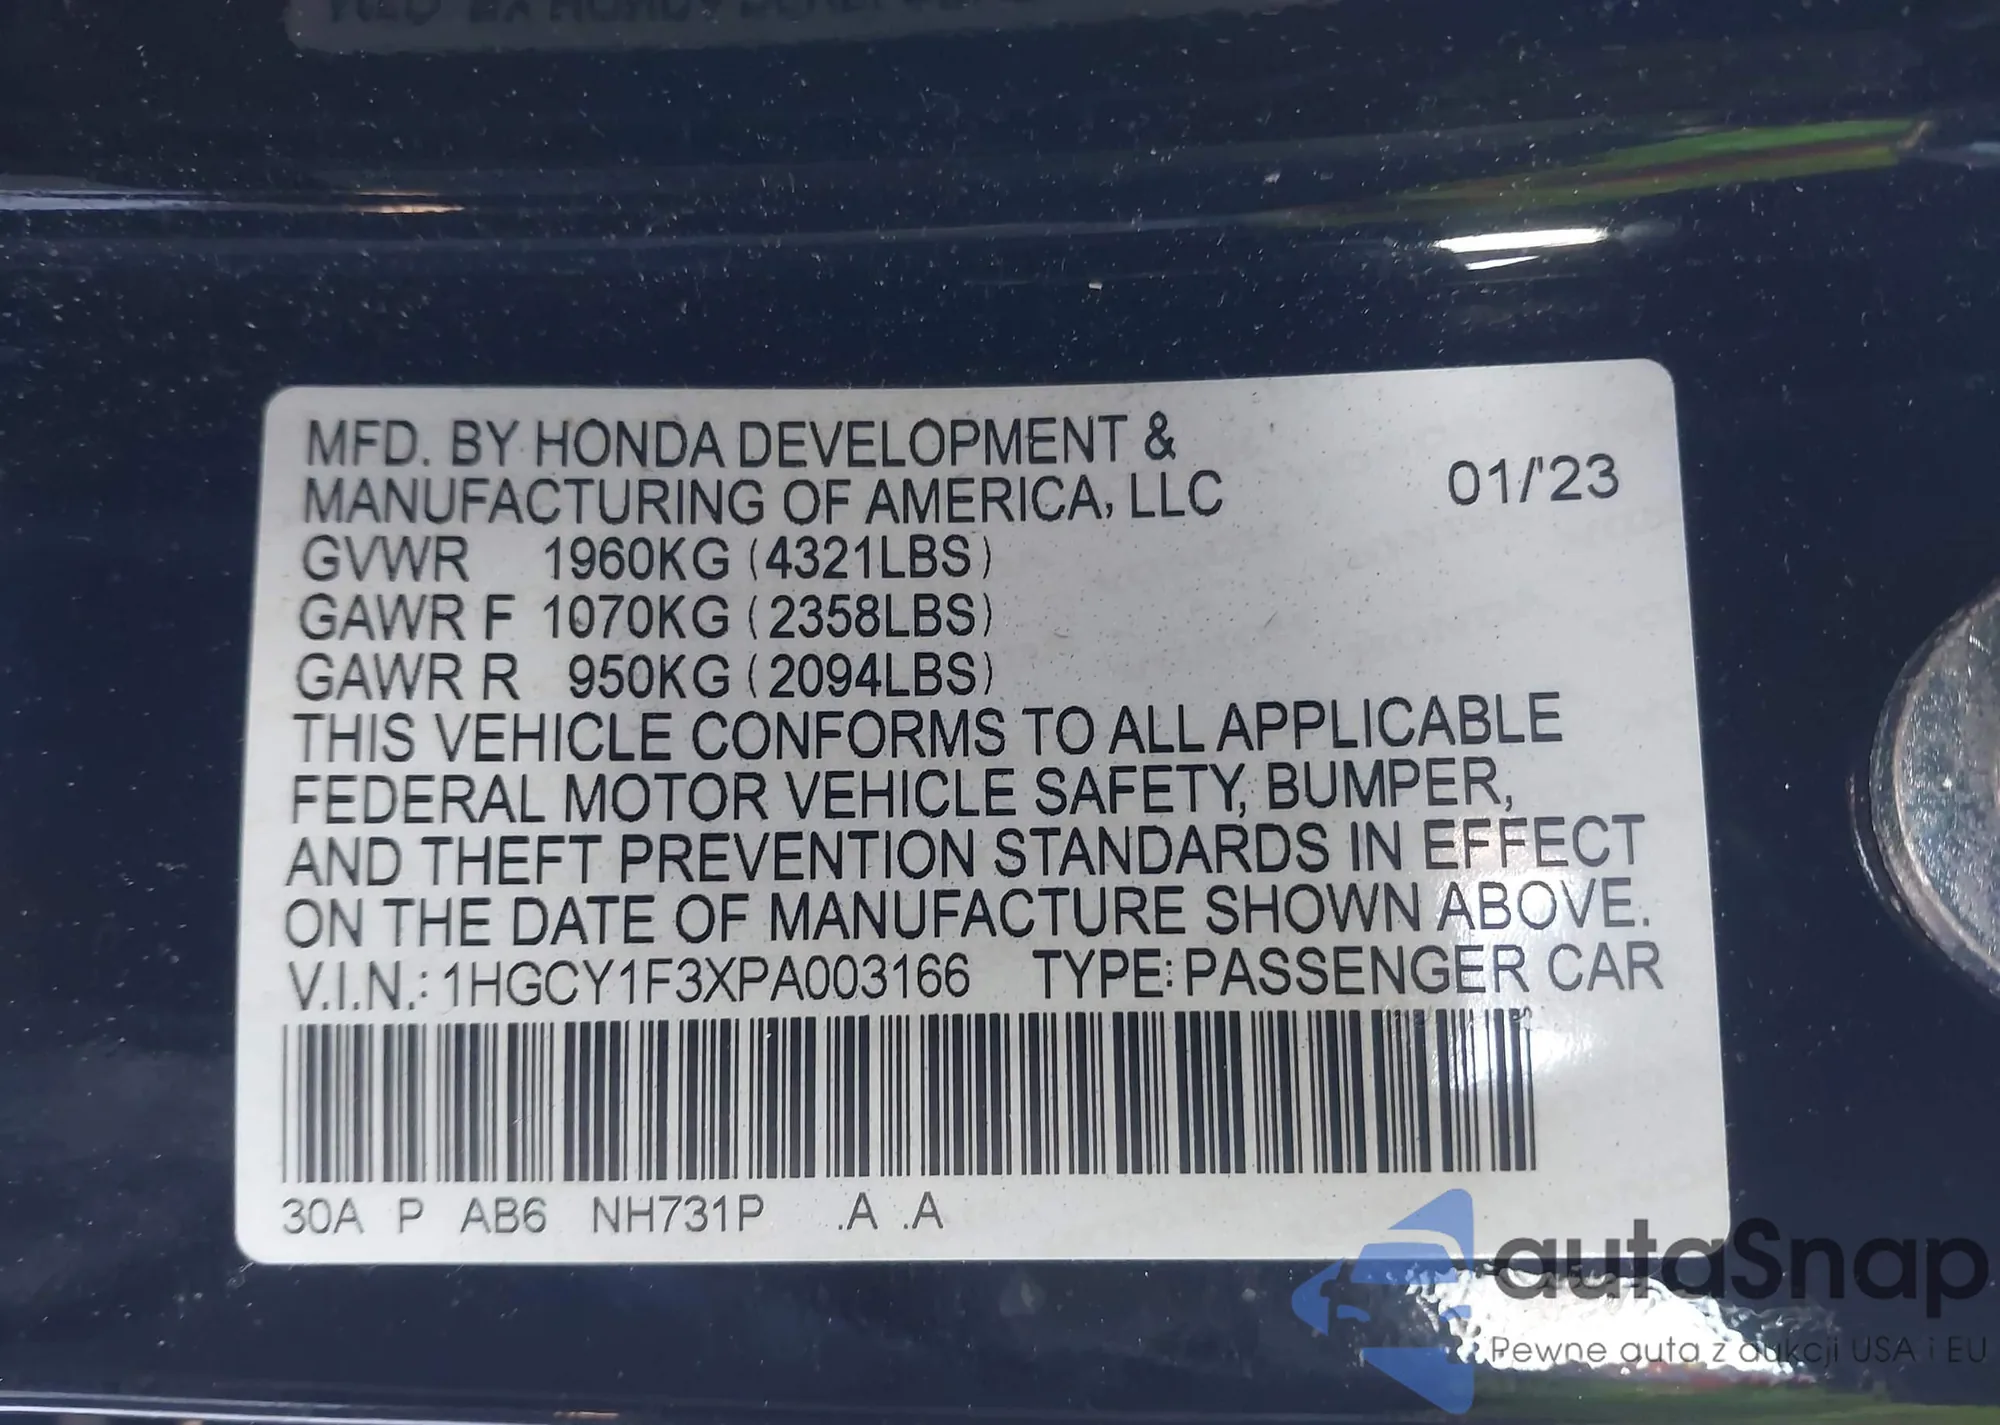 MFD. BY HONDA DEVELOPMENT &
MANUFACTURING OF AMERICA, LLC 01/'23
GVWR 1960KG (4321LBS)
GAWR F 1070KG (2358LBS)
GAWR R 950KG (2094LBS)
THIS VEHICLE CONFORMS TO ALL APPLICABLE
FEDERAL MOTOR VEHICLE SAFETY, BUMPER,
AND THEFT PREVENTION STANDARDS IN EFFECT
ON THE DATE OF MANUFACTURE SHOWN ABOVE.
V.I.N.: 1HGCY1F3XPA003166 TYPE: PASSENGER CAR
30A P AB6 NH731P .A .A
autaSnap
Pewne auta z aukcji USA i EU